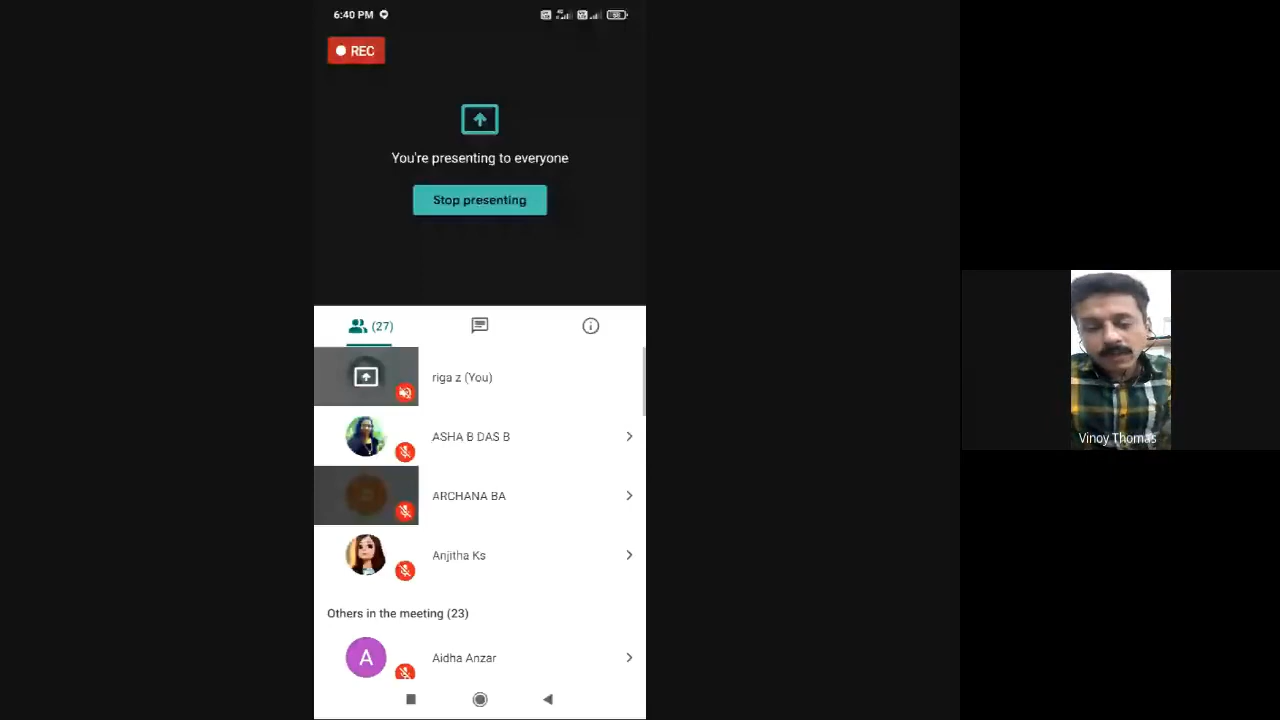 6:40 PM
REC
You're presenting to everyone
Stop presenting
(27)
riga z (You)
ASHA B DAS B
ARCHANA BA
Anjitha Ks
Others in the meeting (23)
A
Aidha Anzar
Vinoy Thomas